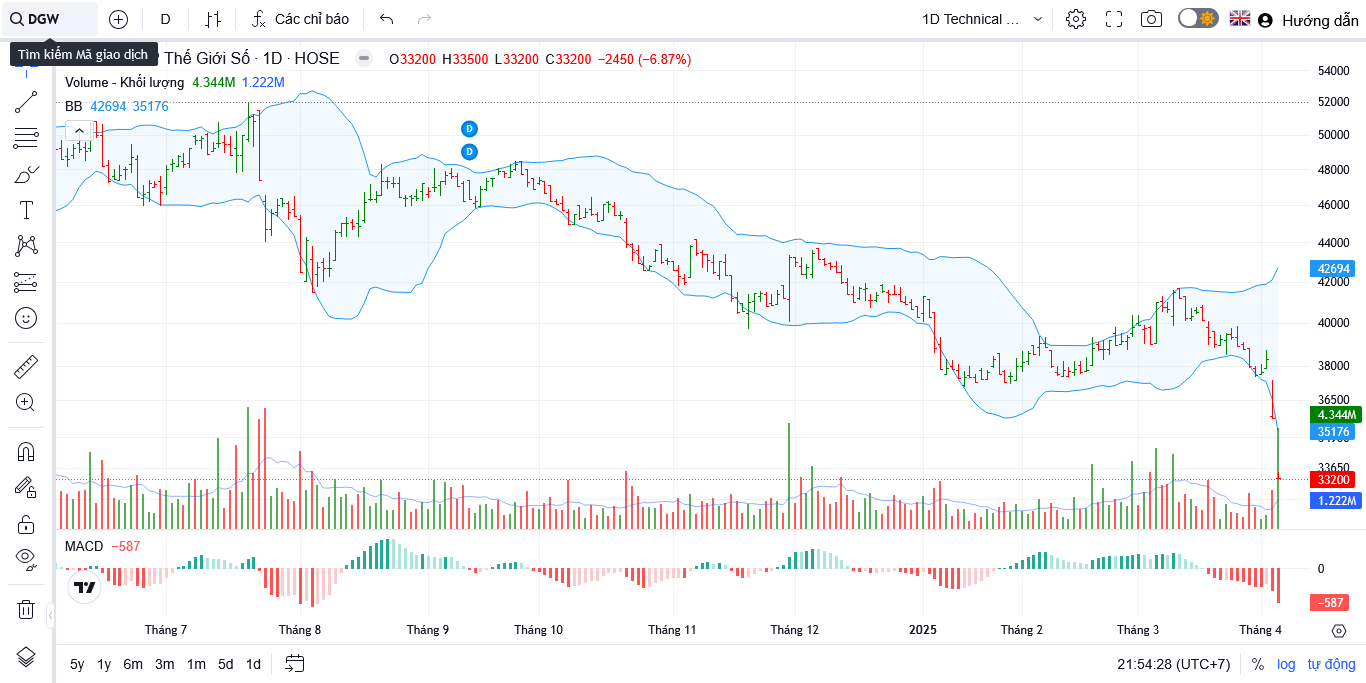 DGW D Các chỉ báo 1D Technical ... Hướng dẫn
Tìm kiếm Mã giao dịch
Thế Giới Số · 1D · HOSE O33200 H33500 L33200 C33200 −2450 (−6.87%)
Volume - Khối lượng 4.344M 1.222M
BB 42694 35176
D
D
54000
52000
50000
48000
46000
44000
42694
42000
40000
38000
36500
4.344M
35176
33650
33200
1.222M
MACD −587
0
−587
Tháng 7 Tháng 8 Tháng 9 Tháng 10 Tháng 11 Tháng 12 2025 Tháng 2 Tháng 3 Tháng 4
5y 1y 6m 3m 1m 5d 1d 21:54:28 (UTC+7) % log tự động